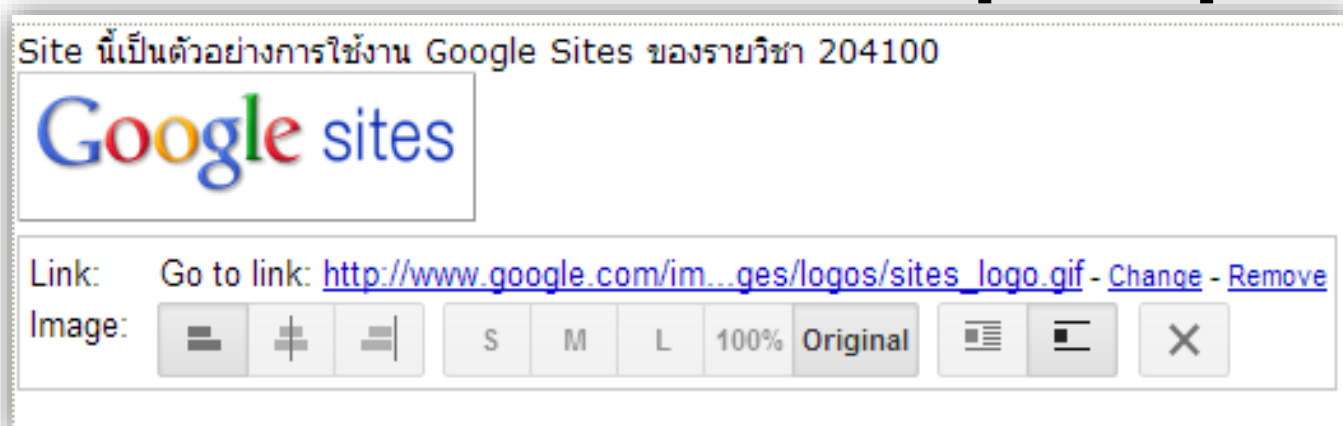 Site นี้เป็นตัวอย่างการใช้งาน Google Sites ของรายวิชา 204100
Google sites
Link: Go to link: http://www.google.com/im...ges/logos/sites_logo.gif - Change - Remove
Image: S M L 100% Original